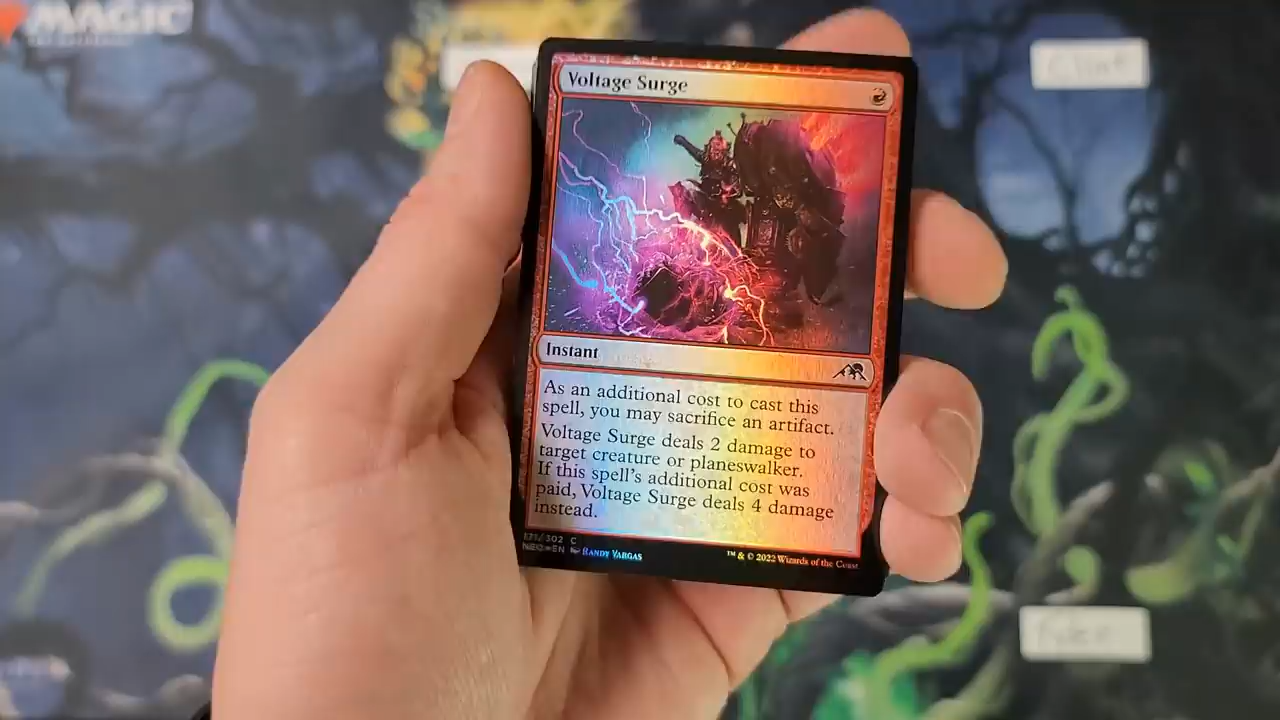 MAGIC
Voltage Surge
Instant
As an additional cost to cast this
spell, you may sacrifice an artifact.
Voltage Surge deals 2 damage to
target creature or planeswalker.
If this spell's additional cost was
paid, Voltage Surge deals 4 damage
instead.
/302 C
NEO • EN RANDY VARGAS
™ & © 2022 Wizards of the Coast